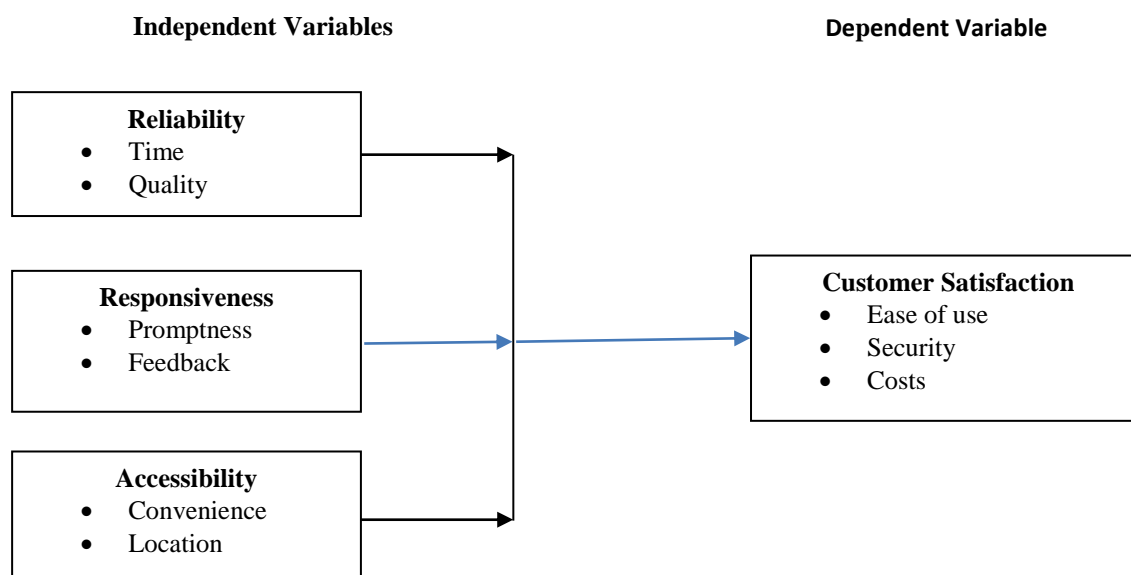 Independent Variables
Dependent Variable
Reliability
• Time
• Quality
Responsiveness
• Promptness
• Feedback
Accessibility
• Convenience
• Location
Customer Satisfaction
• Ease of use
• Security
• Costs